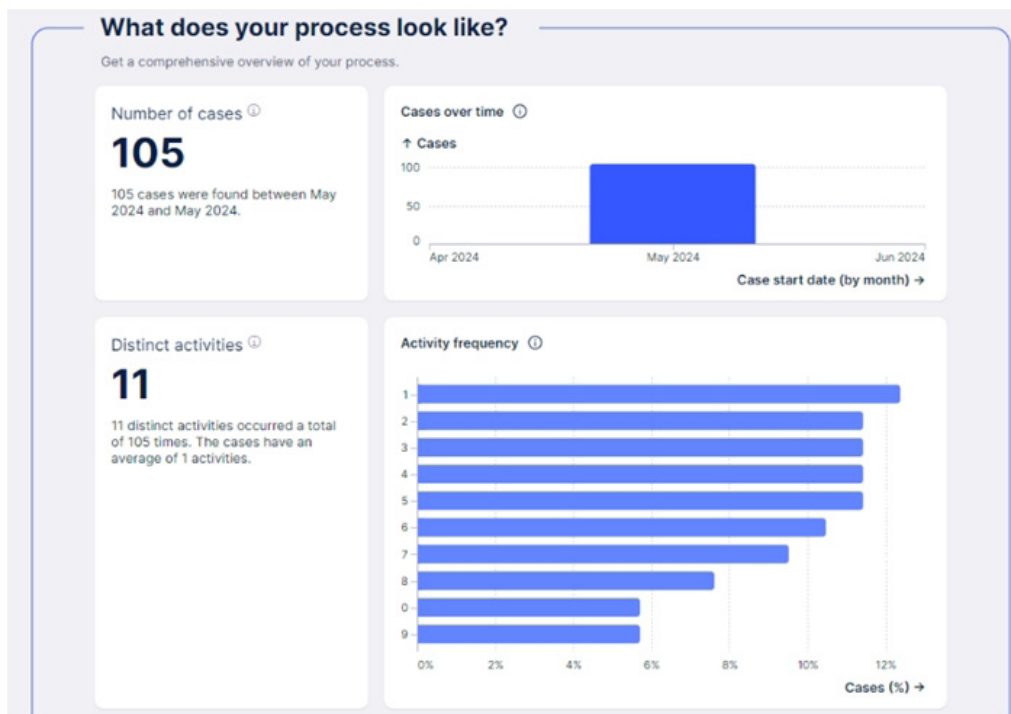 What does your process look like?
Get a comprehensive overview of your process.
Number of cases
105
105 cases were found between May
2024 and May 2024.
Cases over time
↑ Cases
100
50
0
Apr 2024
May 2024
Jun 2024
Case start date (by month) →
Distinct activities
11
11 distinct activities occurred a total
of 105 times. The cases have an
average of 1 activities.
Activity frequency
1
2
3
4
5
6
7
8
0
9
0%
2%
4%
6%
8%
10%
12%
Cases (%) →